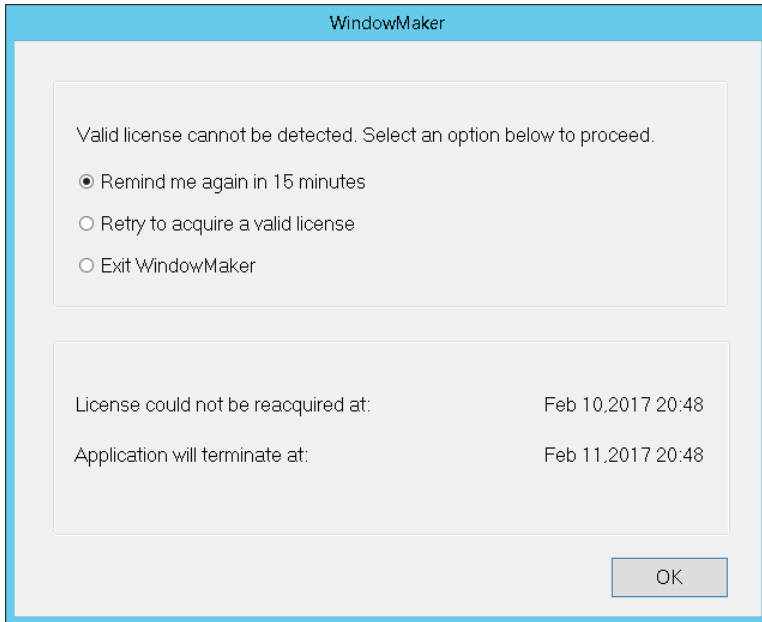 WindowMaker
Valid license cannot be detected. Select an option below to proceed.
Remind me again in 15 minutes
Retry to acquire a valid license
Exit WindowMaker
License could not be reacquired at: Feb 10,2017 20:48
Application will terminate at: Feb 11,2017 20:48
OK